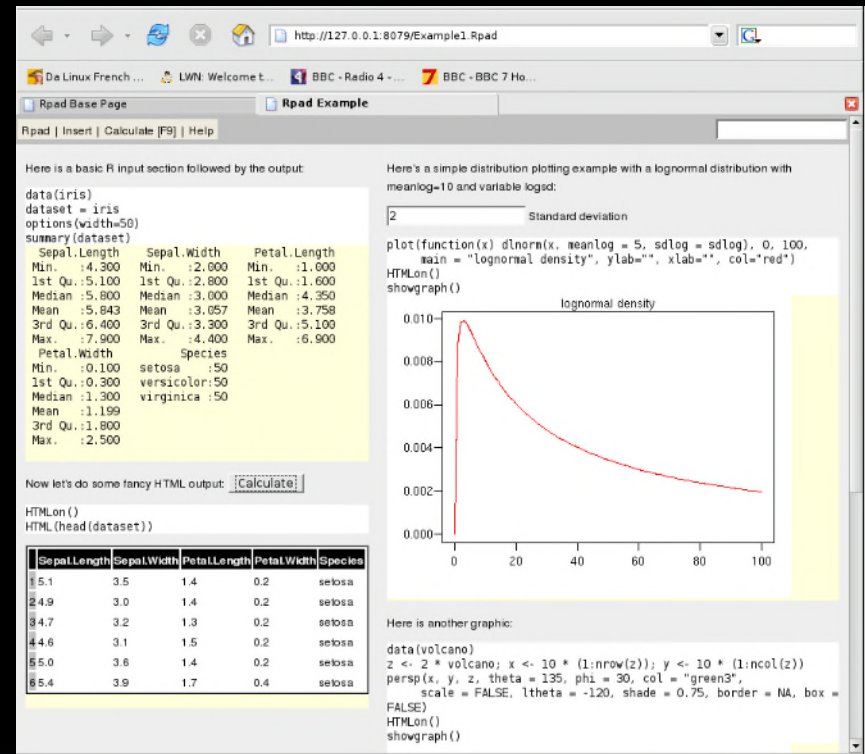 http://127.0.0.1:8079/Example1.Rpad
G
Da Linux French ... LWN: Welcome t... BBC - Radio 4 - ... 7 BBC - BBC 7 Ho...
Rpad Base Page Rpad Example
Rpad | Insert | Calculate [F9] | Help
Here is a basic R input section followed by the output:
data(iris)
dataset = iris
options(width=50)
summary(dataset)
Sepal.Length Sepal.Width Petal.Length
Min. :4.300 Min. :2.000 Min. :1.000
1st Qu.:5.100 1st Qu.:2.800 1st Qu.:1.600
Median :5.800 Median :3.000 Median :4.350
Mean :5.843 Mean :3.057 Mean :3.758
3rd Qu.:6.400 3rd Qu.:3.300 3rd Qu.:5.100
Max. :7.900 Max. :4.400 Max. :6.900
Petal.Width Species
Min. :0.100 setosa :50
1st Qu.:0.300 versicolor:50
Median :1.300 virginica :50
Mean :1.199
3rd Qu.:1.800
Max. :2.500
Now let's do some fancy HTML output: Calculate
HTMLon()
HTML(head(dataset))
Sepal.Length Sepal.Width Petal.Length Petal.Width Species
1 5.1 3.5 1.4 0.2 setosa
2 4.9 3.0 1.4 0.2 setosa
3 4.7 3.2 1.3 0.2 setosa
4 4.6 3.1 1.5 0.2 setosa
5 5.0 3.6 1.4 0.2 setosa
6 5.4 3.9 1.7 0.4 setosa
Here's a simple distribution plotting example with a lognormal distribution with
meanlog=10 and variable logsd:
2 Standard deviation
plot(function(x) dlnorm(x, meanlog = 5, sdlog = sdlog), 0, 100,
main = "lognormal density", ylab="", xlab="", col="red")
HTMLon()
showgraph()
lognormal density
0.010
0.008
0.006
0.004
0.002
0.000
0 20 40 60 80 100
Here is another graphic:
data(volcano)
z <- 2 * volcano; x <- 10 * (1:nrow(z)); y <- 10 * (1:ncol(z))
persp(x, y, z, theta = 135, phi = 30, col = "green3",
scale = FALSE, ltheta = -120, shade = 0.75, border = NA, box =
FALSE)
HTMLon()
showgraph()